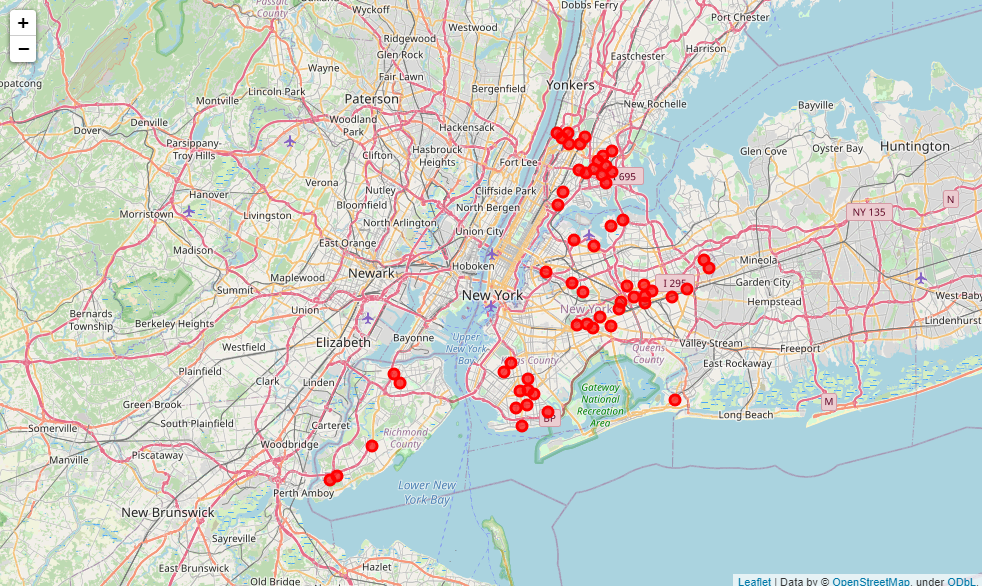 Passaic
County
Wyckoff
Dobbs Ferry
Port Chester
+
−
Ridgewood
Westwood
Glen Rock
Eastchester
Harrison
opatcong
Wayne
Fair Lawn
Yonkers
Lincoln Park
Bergenfield
Montville
Paterson
New Rochelle
Bayville
Denville
Woodland
Park
Dover
Hackensack
Parsippany-
Troy Hills
Clifton
Hasbrouck
Heights
Fort Lee
Glen Cove
Oyster Bay
Huntington
695
Verona
Nutley
Cliffside Park
Hanover
Bloomfield
North Bergen
N
Morristown
Livingston
North Arlington
NY 135
Union City
East Orange
Madison
Mineola
Hoboken
Newark
Maplewood
Garden City
I 295
Summit
New York
Hempstead
West Bab
Union
New York
Bernards
Township
Berkeley Heights
Lindenhurst
Bayonne
Upper
New York
Bay
Elizabeth
Valley Stream
Westfield
Queens
County
Freeport
Kings County
East Rockaway
Plainfield
Clark
Linden
Gateway
National
Recreation
Area
Green Brook
M
South Plainfield
Long Beach
BP
Carteret
Somerville
Richmond
County
Woodbridge
Manville
Piscataway
Perth Amboy
Lower New
York Bay
New Brunswick
Sayreville
Hazlet
East Brunswick
Old Bridge
Leaflet | Data by © OpenStreetMap, under ODbL.